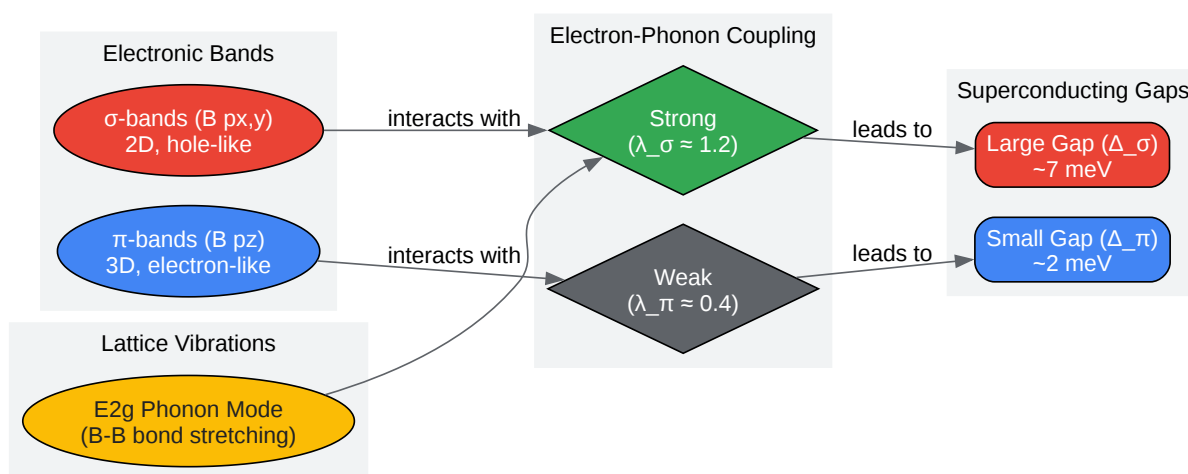 Electronic Bands
σ-bands (B px,y)
2D, hole-like
π-bands (B pz)
3D, electron-like
Lattice Vibrations
E2g Phonon Mode
(B-B bond stretching)
interacts with
interacts with
Electron-Phonon Coupling
Strong
(λ_σ ≈ 1.2)
Weak
(λ_π ≈ 0.4)
leads to
leads to
Superconducting Gaps
Large Gap (Δ_σ)
~7 meV
Small Gap (Δ_π)
~2 meV